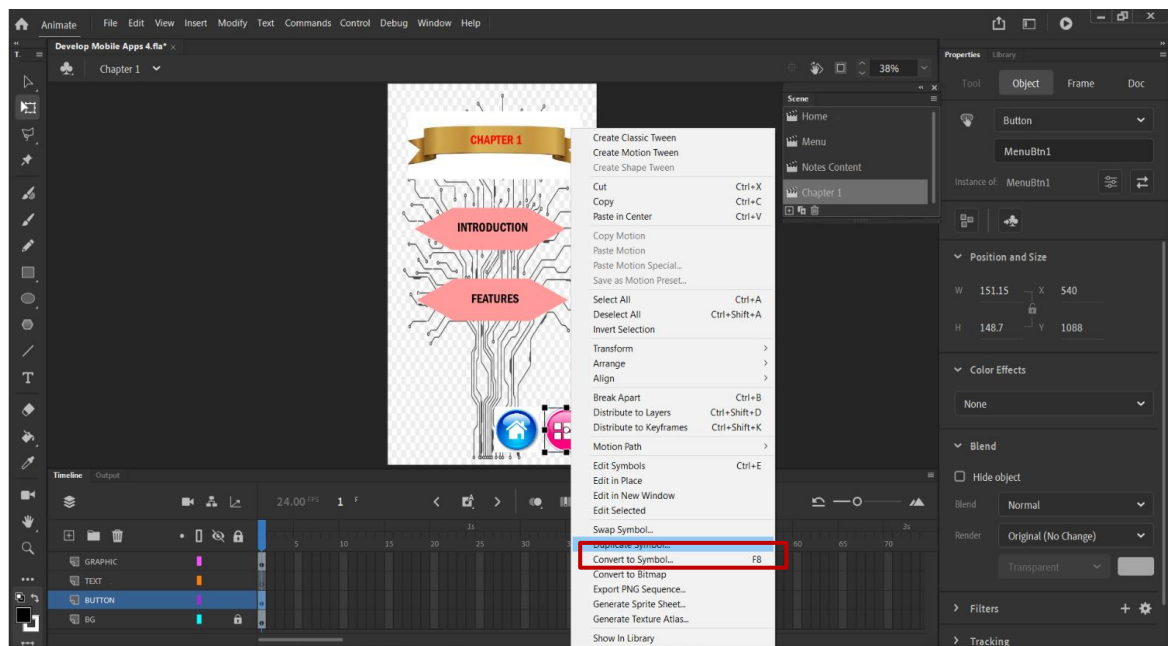 Animate File Edit View Insert Modify Text Commands Control Debug Window Help
Develop Mobile Apps 4.fla* ×
Chapter 1
38%
CHAPTER 1
INTRODUCTION
FEATURES
Scene
Home
Menu
Notes Content
Chapter 1
Create Classic Tween
Create Motion Tween
Create Shape Tween
Cut Ctrl+X
Copy Ctrl+C
Paste in Center Ctrl+V
Copy Motion
Paste Motion
Paste Motion Special...
Save as Motion Preset...
Select All Ctrl+A
Deselect All Ctrl+Shift+A
Invert Selection
Transform >
Arrange >
Align >
Break Apart Ctrl+B
Distribute to Layers Ctrl+Shift+D
Distribute to Keyframes Ctrl+Shift+K
Motion Path >
Edit Symbols Ctrl+E
Edit in Place
Edit in New Window
Edit Selected
Swap Symbol...
Duplicate Symbol...
Convert to Symbol... F8
Convert to Bitmap
Export PNG Sequence...
Generate Sprite Sheet...
Generate Texture Atlas...
Show In Library
Properties Library
Tool Object Frame Doc
Button
MenuBtn1
Instance of: MenuBtn1
Position and Size
W 151.15 X 540
H 148.7 Y 1088
Color Effects
None
Blend
Hide object
Blend Normal
Render Original (No Change)
Transparent
Filters
Tracking
Timeline Output
24.00 FPS 1 F
1s 3s
5 10 15 20 25 30 60 65 70
GRAPHIC
TEXT
BUTTON
BG